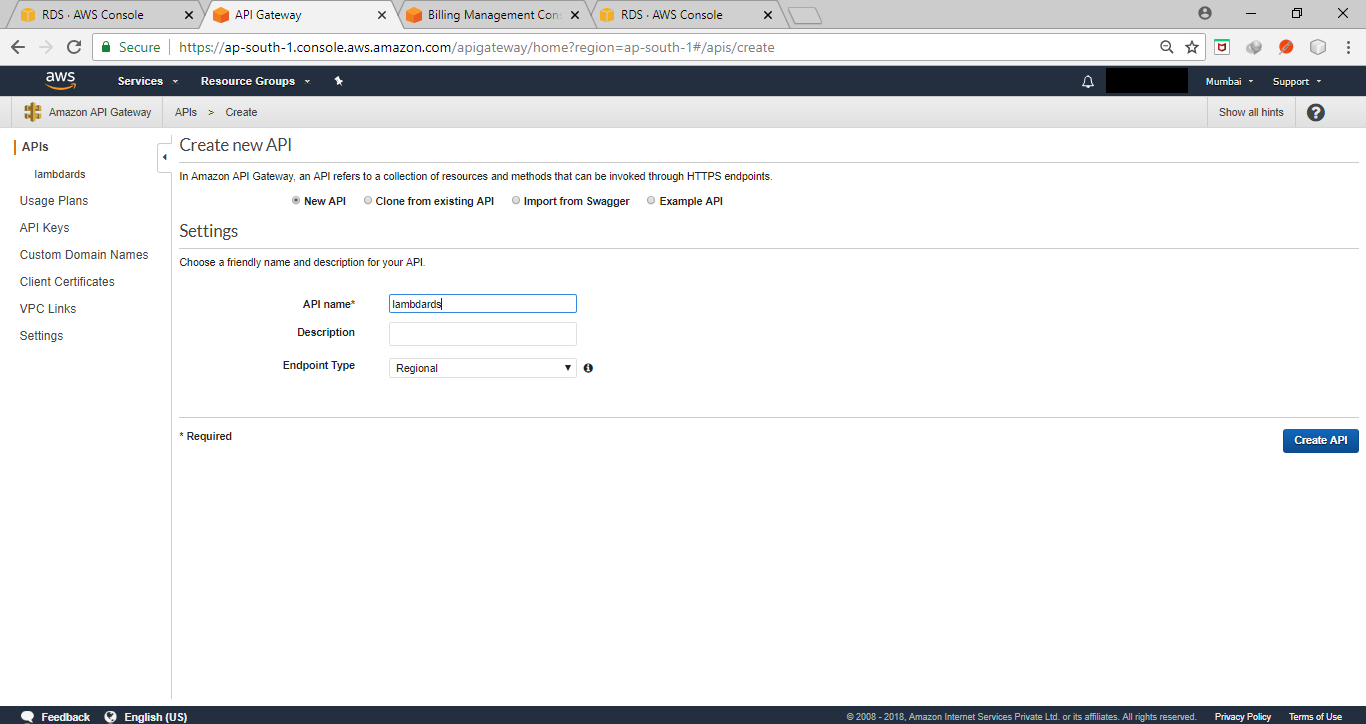 RDS · AWS Console
API Gateway
Billing Management Con
RDS · AWS Console
Secure https://ap-south-1.console.aws.amazon.com/apigateway/home?region=ap-south-1#/apis/create
aws Services Resource Groups Mumbai Support
Amazon API Gateway APIs > Create Show all hints ?
APIs
lambdards
Usage Plans
API Keys
Custom Domain Names
Client Certificates
VPC Links
Settings
Create new API
In Amazon API Gateway, an API refers to a collection of resources and methods that can be invoked through HTTPS endpoints.
New API Clone from existing API Import from Swagger Example API
Settings
Choose a friendly name and description for your API.
API name* lambdards
Description
Endpoint Type Regional
* Required
Create API
Feedback English (US) © 2008 - 2018, Amazon Internet Services Private Ltd. or its affiliates. All rights reserved. Privacy Policy Terms of Use